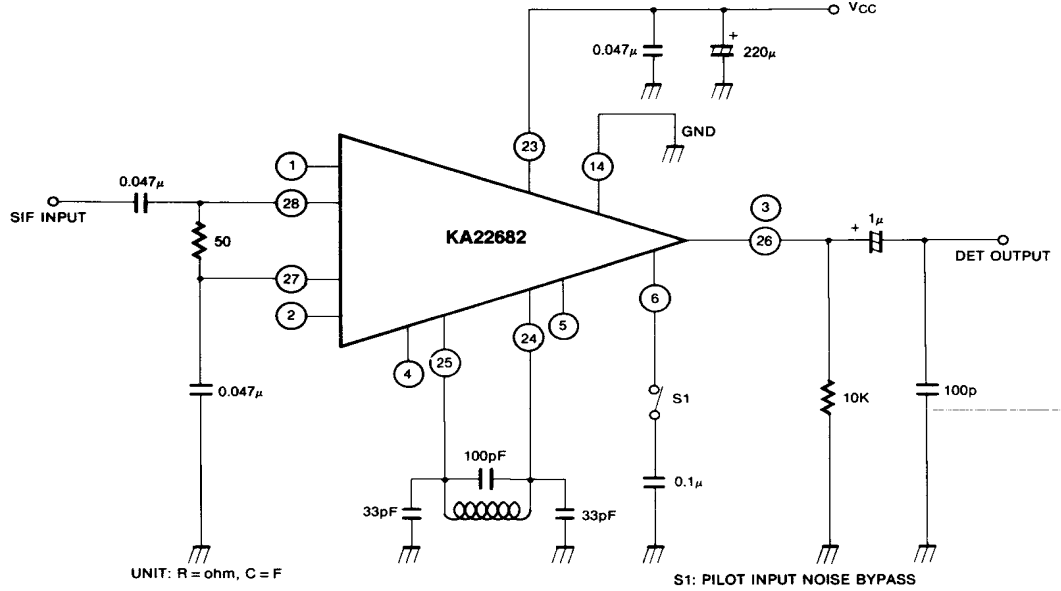 VCC
0.047μ
+
220μ
GND
23
14
1
0.047μ
28
SIF INPUT
50
KA22682
3
+
1μ
26
DET OUTPUT
27
2
6
5
24
25
4
0.047μ
S1
10K
100p
100pF
0.1μ
33pF
33pF
UNIT: R = ohm, C = F
S1: PILOT INPUT NOISE BYPASS